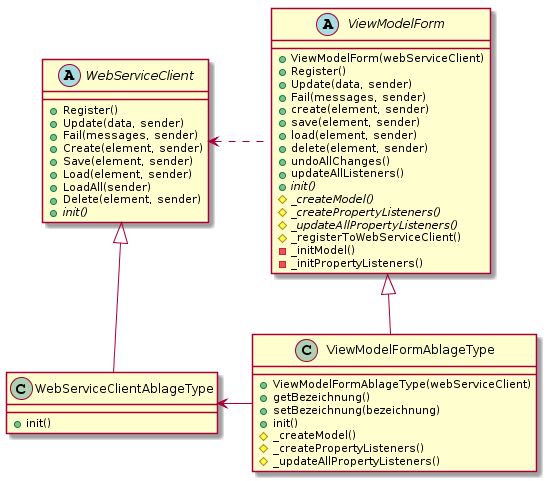 A WebServiceClient
Register()
Update(data, sender)
Fail(messages, sender)
Create(element, sender)
Save(element, sender)
Load(element, sender)
LoadAll(sender)
Delete(element, sender)
init()
A ViewModelForm
ViewModelForm(webServiceClient)
Register()
Update(data, sender)
Fail(messages, sender)
create(element, sender)
save(element, sender)
load(element, sender)
delete(element, sender)
undoAllChanges()
updateAllListeners()
init()
_createModel()
_createPropertyListeners()
_updateAllPropertyListeners()
_registerToWebServiceClient()
_initModel()
_initPropertyListeners()
C WebServiceClientAblageType
init()
C ViewModelFormAblageType
ViewModelFormAblageType(webServiceClient)
getBezeichnung()
setBezeichnung(bezeichnung)
init()
_createModel()
_createPropertyListeners()
_updateAllPropertyListeners()